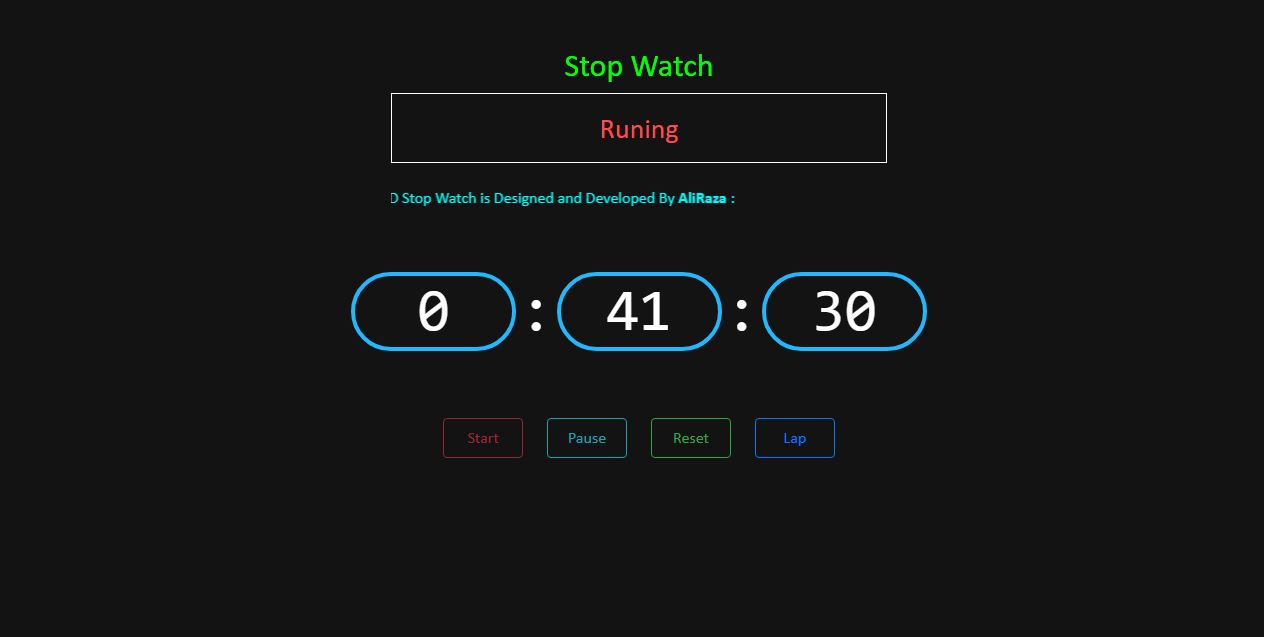 Stop Watch
Runing
D Stop Watch is Designed and Developed By AliRaza :
0 : 41 : 30
Start Pause Reset Lap